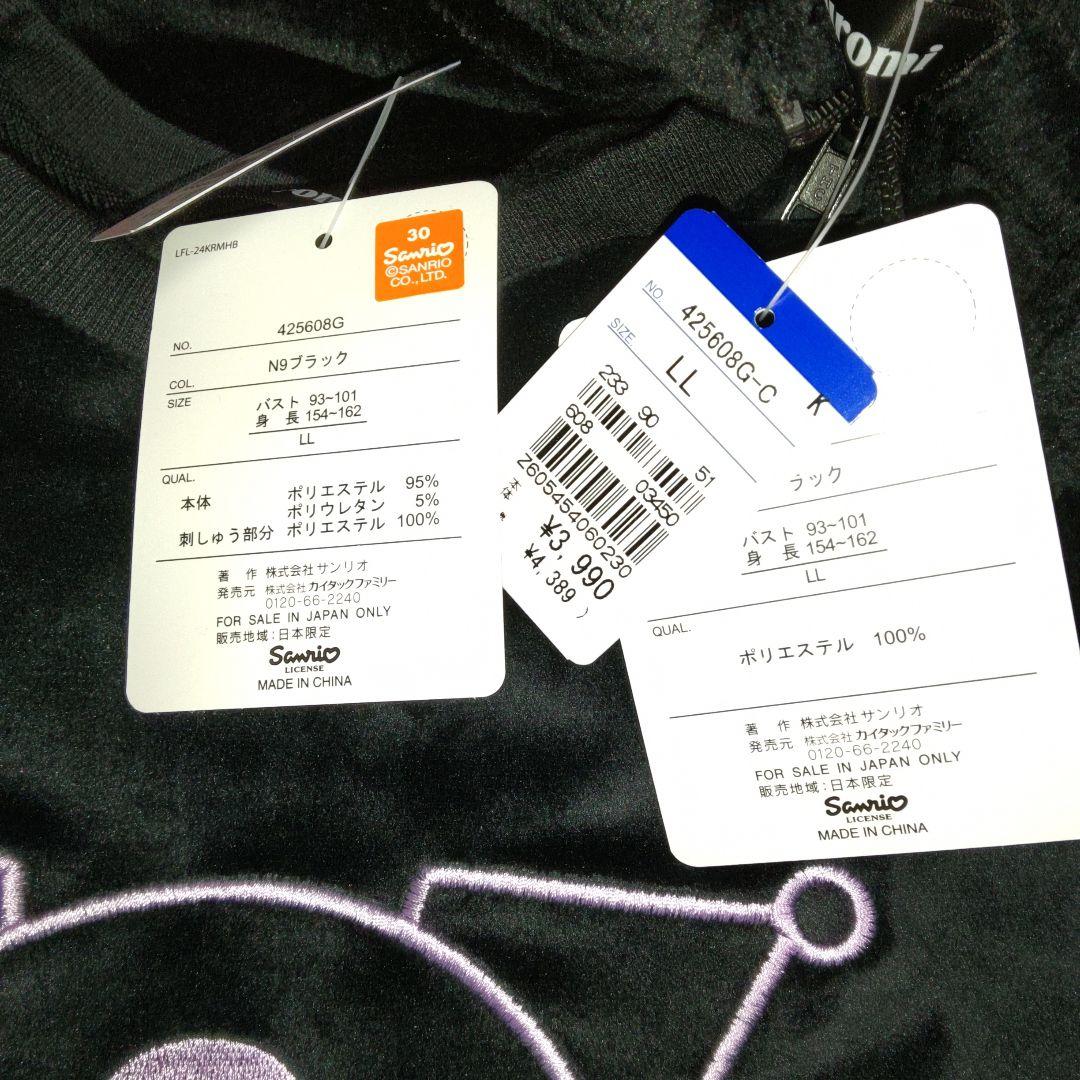 romi
omi
LFL-24KRMHB
30
Sanrio
©SANRIO
CO., LTD.
NO. 425608G
COL. N9ブラック
SIZE バスト 93~101
身 長 154~162
LL
QUAL.
本体 ポリエステル 95%
ポリウレタン 5%
刺しゅう部分 ポリエステル 100%
著 作 株式会社サンリオ
発売元 株式会社カイタックファミリー
0120-66-2240
FOR SALE IN JAPAN ONLY
販売地域:日本限定
Sanrio
LICENSE
MADE IN CHINA
NO. 425608G-C
SIZE. LL
K
233 90 51
608 03450
Z605454060230
本体
¥3,990
¥4,389 )
ラック
バスト 93~101
身 長 154~162
LL
QUAL.
ポリエステル 100%
著 作 株式会社サンリオ
発売元 株式会社カイタックファミリー
0120-66-2240
FOR SALE IN JAPAN ONLY
販売地域:日本限定
Sanrio
LICENSE
MADE IN CHINA